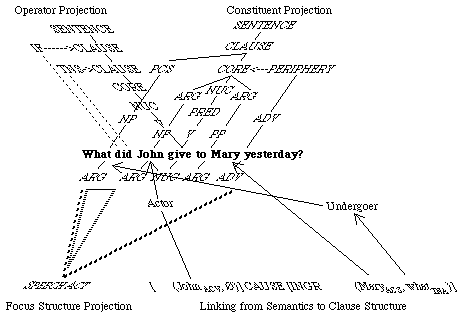 Operator Projection Constituent Projection
SENTENCE SENTENCE
IF CLAUSE CLAUSE
TNS CLAUSE PCS CORE PERIPHERY
CORE ARG NUC ARG
NUC PRED ADV
NP NP V PP
What did John give to Mary yesterday?
ARG ARG NUC ARG ADV
Actor Undergoer
SPEECH ACT CAUSE [INGR
Focus Structure Projection Linking from Semantics to Clause Structure